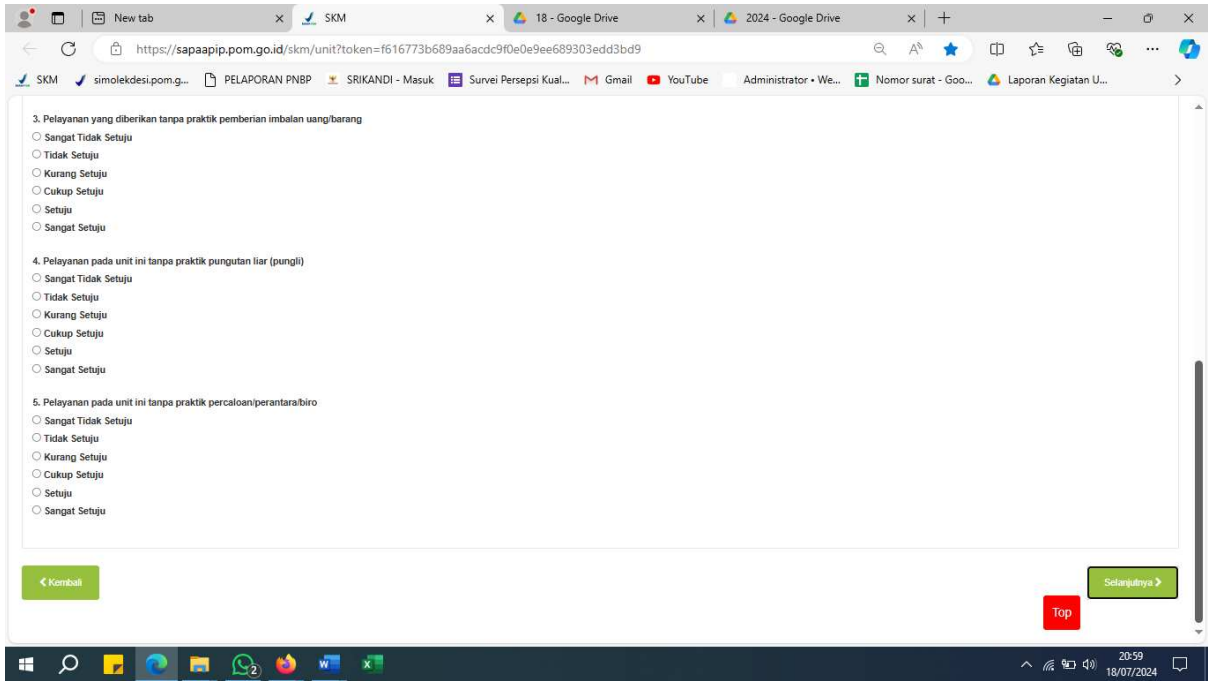 New tab
SKM
18 - Google Drive
2024 - Google Drive
https://sapaapip.pom.go.id/skm/unit?token=f616773b689aa6acdc9f0e0e9ee689303edd3bd9
SKM simolekdesi.pom.g... PELAPORAN PNBP SRIKANDI - Masuk Survei Persepsi Kual... Gmail YouTube Administrator • We... Nomor surat - Goo... Laporan Kegiatan U...
3. Pelayanan yang diberikan tanpa praktik pemberian imbalan uang/barang
Sangat Tidak Setuju
Tidak Setuju
Kurang Setuju
Cukup Setuju
Setuju
Sangat Setuju
4. Pelayanan pada unit ini tanpa praktik pungutan liar (pungli)
Sangat Tidak Setuju
Tidak Setuju
Kurang Setuju
Cukup Setuju
Setuju
Sangat Setuju
5. Pelayanan pada unit ini tanpa praktik percaloan/perantara/biro
Sangat Tidak Setuju
Tidak Setuju
Kurang Setuju
Cukup Setuju
Setuju
Sangat Setuju
Kembali
Selanjutnya
Top
20:59
18/07/2024